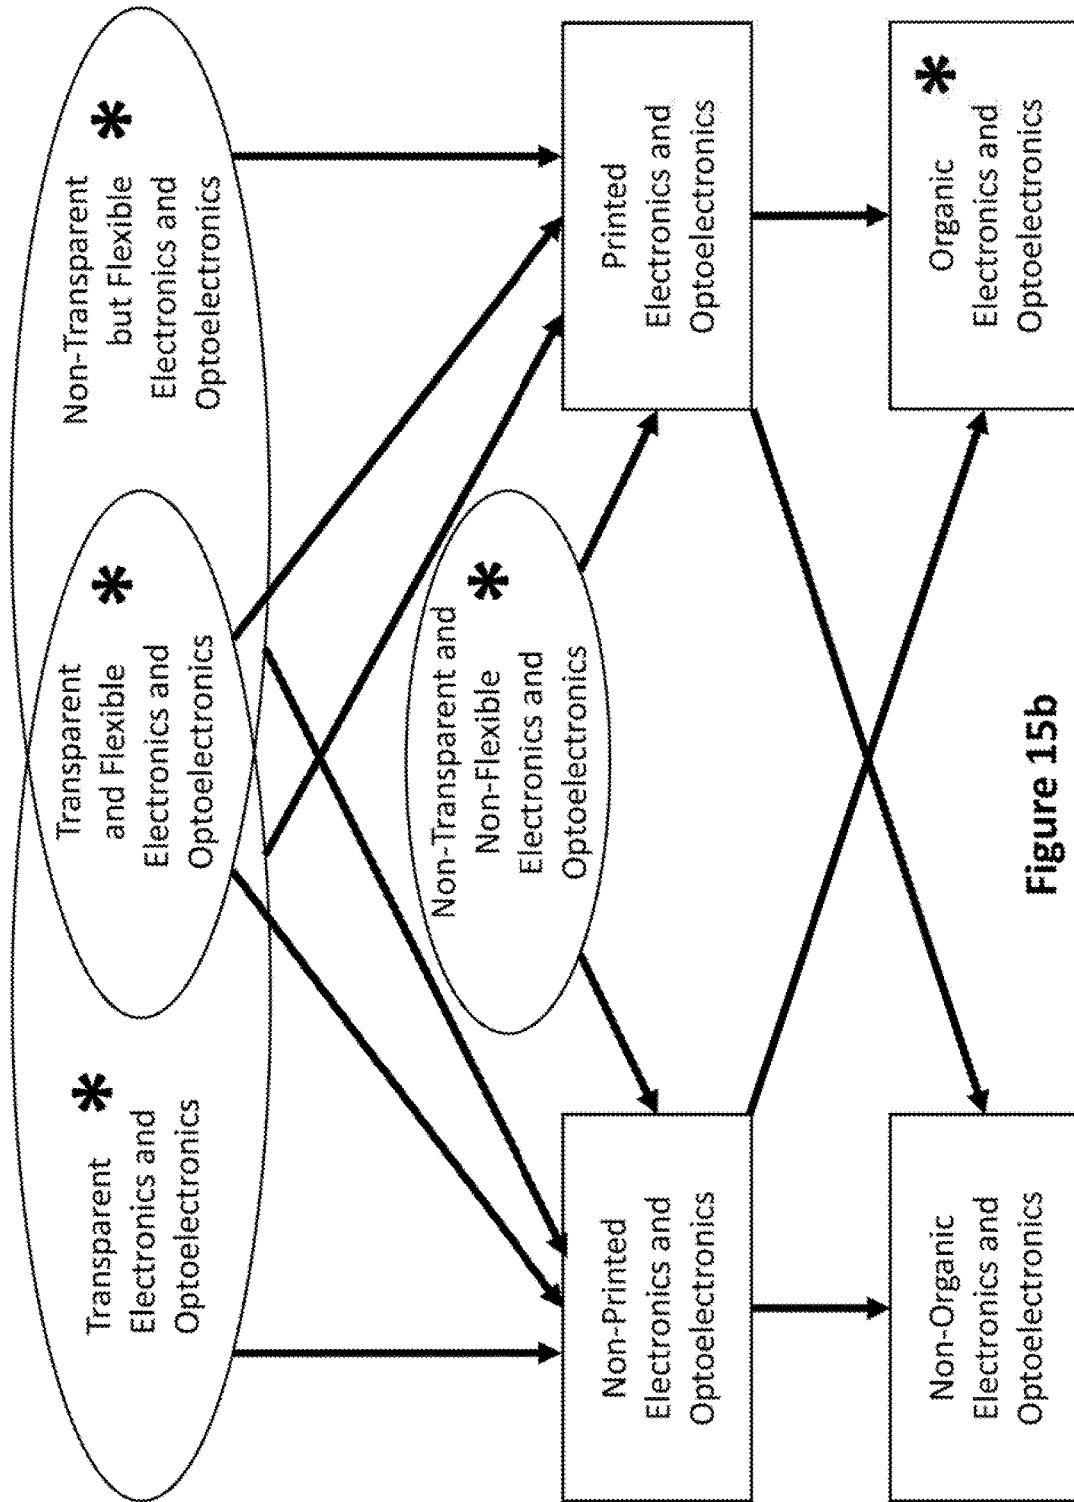 Transparent *
Electronics and
Optoelectronics
Transparent
and Flexible *
Electronics and
Optoelectronics
Non-Transparent
but Flexible *
Electronics and
Optoelectronics
Non-Transparent and
Non-Flexible *
Electronics and
Optoelectronics
Non-Printed
Electronics and
Optoelectronics
Printed
Electronics and
Optoelectronics
Non-Organic
Electronics and
Optoelectronics
Organic *
Electronics and
Optoelectronics
Figure 15b